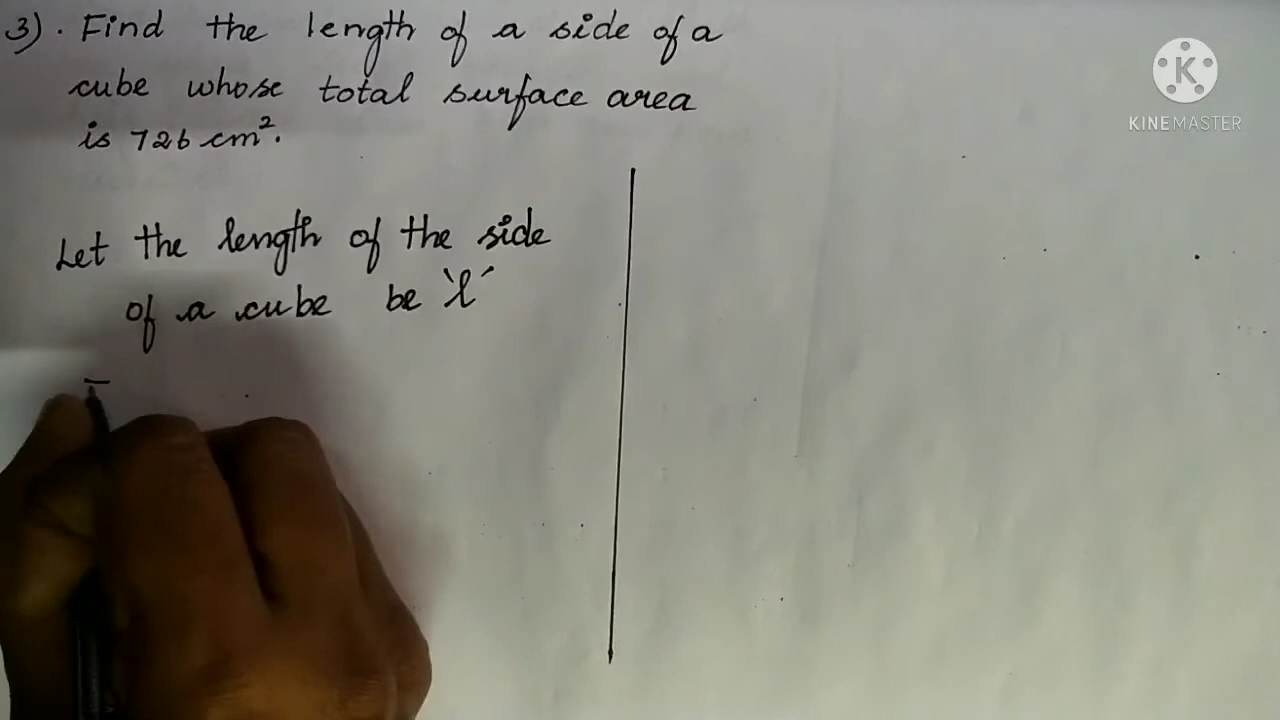 3). Find the length of a side of a
cube whose total surface area
is 726 cm².
Let the length of the side
of a cube be 'l'
K
KINEMASTER